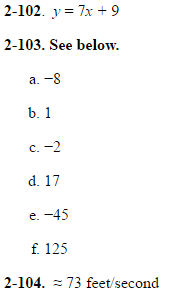 2-102. y = 7x + 9
2-103. See below.
a. −8
b. 1
c. −2
d. 17
e. −45
f. 125
2-104. ≈ 73 feet/second